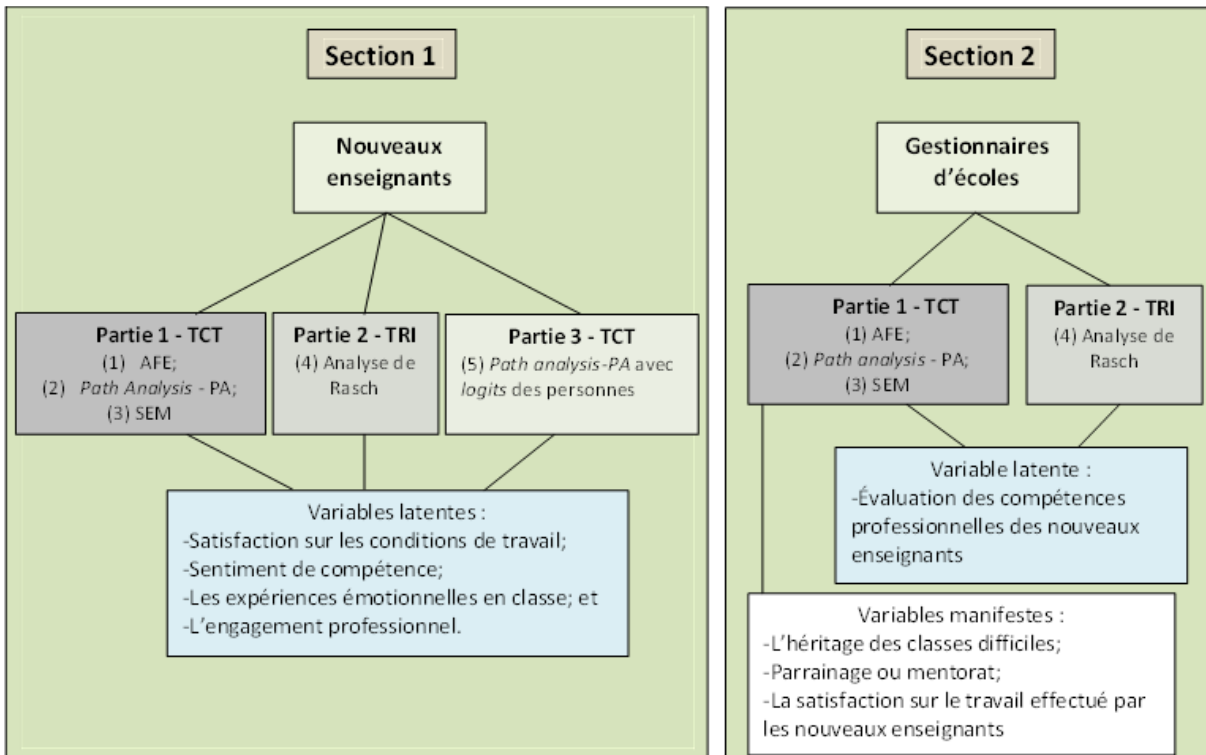 Section 1
Nouveaux
enseignants
Partie 1 - TCT
(1) AFE;
(2) Path Analysis - PA;
(3) SEM
Partie 2 - TRI
(4) Analyse de
Rasch
Partie 3 - TCT
(5) Path analysis-PA avec
logits des personnes
Variables latentes :
-Satisfaction sur les conditions de travail;
-Sentiment de compétence;
-Les expériences émotionnelles en classe; et
-L'engagement professionnel.
Section 2
Gestionnaires
d'écoles
Partie 1 - TCT
(1) AFE;
(2) Path analysis - PA;
(3) SEM
Partie 2 - TRI
(4) Analyse de
Rasch
Variable latente :
-Évaluation des compétences
professionnelles des nouveaux
enseignants
Variables manifestes :
-L'héritage des classes difficiles;
-Parrainage ou mentorat;
-La satisfaction sur le travail effectué par
les nouveaux enseignants